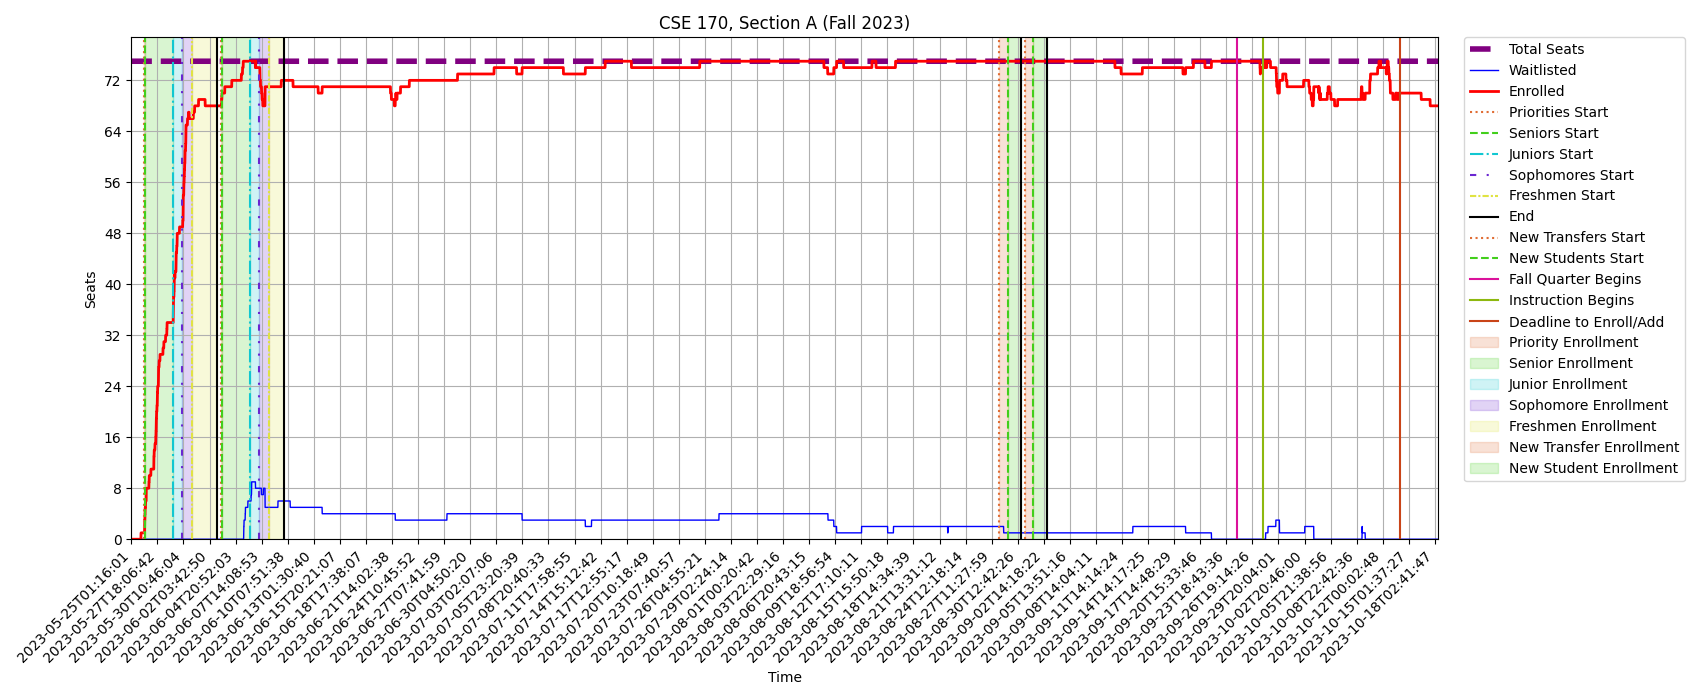 CSE 170, Section A (Fall 2023)
Seats
72
64
56
48
40
32
24
16
8
0
2023-05-25T01:16:01
2023-05-27T18:06:42
2023-05-30T10:46:04
2023-06-02T03:42:50
2023-06-04T20:52:03
2023-06-07T14:08:53
2023-06-10T07:51:38
2023-06-13T01:30:40
2023-06-15T20:21:07
2023-06-18T17:38:07
2023-06-21T14:02:38
2023-06-24T10:45:52
2023-06-27T07:41:59
2023-06-30T04:50:20
2023-07-03T02:07:06
2023-07-05T23:20:39
2023-07-08T20:40:33
2023-07-11T17:58:55
2023-07-14T15:12:42
2023-07-17T12:55:17
2023-07-20T10:18:49
2023-07-23T07:40:57
2023-07-26T04:55:21
2023-07-29T02:24:14
2023-08-01T00:20:42
2023-08-03T22:29:16
2023-08-06T20:43:15
2023-08-09T18:56:54
2023-08-12T17:10:11
2023-08-15T15:50:18
2023-08-18T14:34:39
2023-08-21T13:31:12
2023-08-24T12:18:14
2023-08-27T11:27:59
2023-08-30T12:42:26
2023-09-02T14:18:22
2023-09-05T13:51:16
2023-09-08T14:04:11
2023-09-11T14:14:24
2023-09-14T14:17:25
2023-09-17T14:48:29
2023-09-20T15:33:46
2023-09-23T18:43:36
2023-09-26T19:14:26
2023-09-29T20:04:01
2023-10-02T20:46:00
2023-10-05T21:38:56
2023-10-08T22:42:36
2023-10-12T00:02:48
2023-10-15T01:37:27
2023-10-18T02:41:47
Time
Total Seats
Waitlisted
Enrolled
Priorities Start
Seniors Start
Juniors Start
Sophomores Start
Freshmen Start
End
New Transfers Start
New Students Start
Fall Quarter Begins
Instruction Begins
Deadline to Enroll/Add
Priority Enrollment
Senior Enrollment
Junior Enrollment
Sophomore Enrollment
Freshmen Enrollment
New Transfer Enrollment
New Student Enrollment